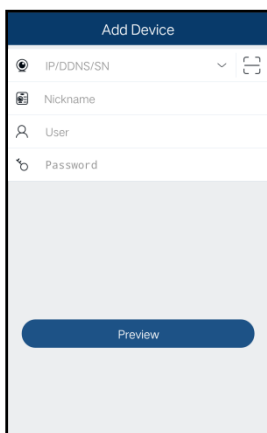 Add Device
IP/DDNS/SN
Nickname
User
Password
Preview